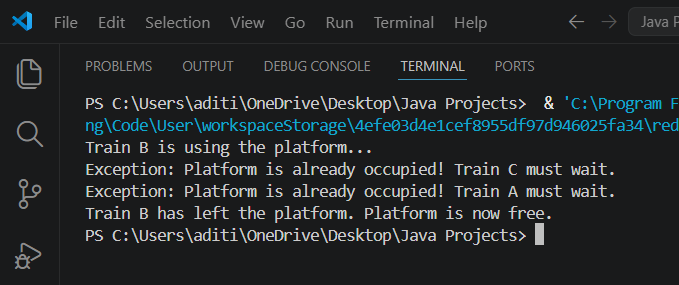 File Edit Selection View Go Run Terminal Help
Java P
PROBLEMS OUTPUT DEBUG CONSOLE TERMINAL PORTS
PS C:\Users\aditi\OneDrive\Desktop\Java Projects>  & 'C:\Program F
ng\Code\User\workspaceStorage\4efe03d4e1cef8955df97d946025fa34\red
Train B is using the platform...
Exception: Platform is already occupied! Train C must wait.
Exception: Platform is already occupied! Train A must wait.
Train B has left the platform. Platform is now free.
PS C:\Users\aditi\OneDrive\Desktop\Java Projects>